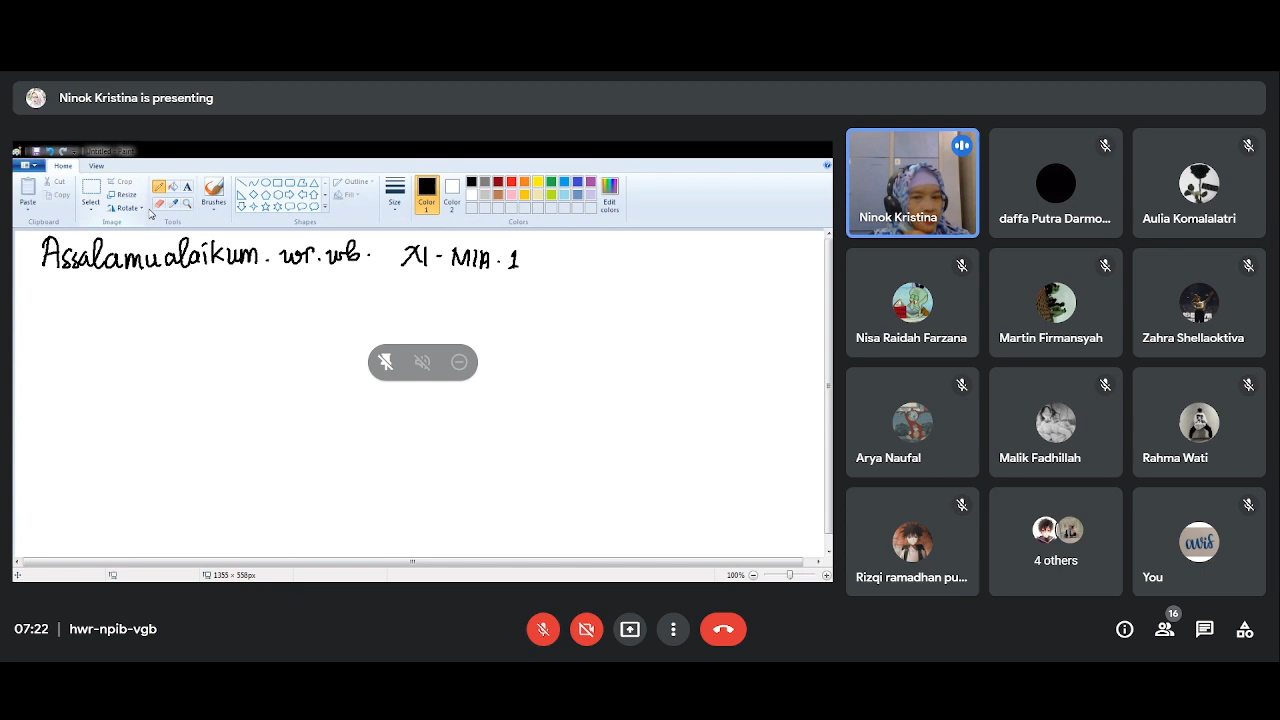 Ninok Kristina is presenting
Untitled - Paint
Home View
Paste
Cut
Copy
Clipboard
Select
Crop
Resize
Rotate
Image
Tools
Brushes
Outline
Fill
Shapes
Size
Color 1
Color 2
Edit colors
Colors
Assalamualaikum. wr. wb. XI - MIA. 1
1355 × 558px
100%
Ninok Kristina
daffa Putra Darmo...
Aulia Komalalatri
Nisa Raidah Farzana
Martin Firmansyah
Zahra Shellaoktiva
Arya Naufal
Malik Fadhillah
Rahma Wati
Rizqi ramadhan pu...
4 others
awis
You
07:22 | hwr-npib-vgb
16